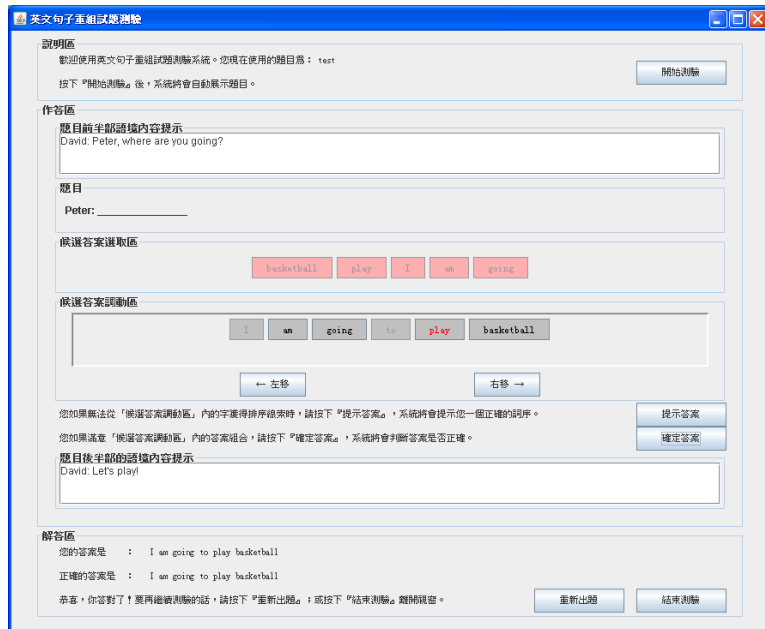 英文句子重組試題測驗
說明區
歡迎使用英文句子重組試題測驗系統。您現在使用的題目為： test
按下『開始測驗』後，系統將會自動展示題目。
開始測驗
作答區
題目前半部語境內容提示
David: Peter, where are you going?
題目
Peter: ________________
候選答案選取區
basketball play I am going
候選答案調動區
I am going to play basketball
← 左移 右移 →
您如果無法從「候選答案調動區」內的字獲得排序線索時，請按下『提示答案』，系統將會提示您一個正確的詞序。 提示答案
您如果滿意「候選答案調動區」內的答案組合，請按下『確定答案』，系統將會判斷答案是否正確。 確定答案
題目後半部的語境內容提示
David: Let's play!
解答區
您的答案是 ： I am going to play basketball
正確的答案是 ： I am going to play basketball
恭喜，你答對了！要再繼續測驗的話，請按下『重新出題』；或按下『結束測驗』離開視窗。 重新出題 結束測驗